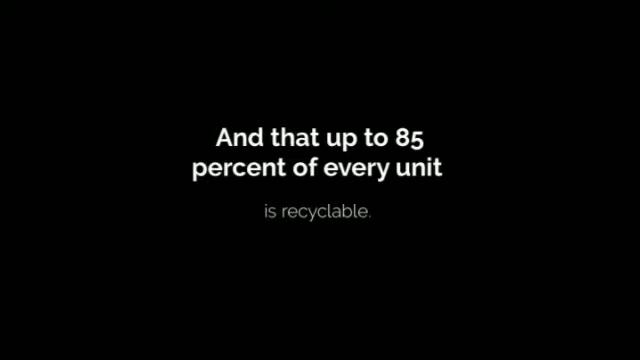 And that up to 85
percent of every unit
is recyclable.